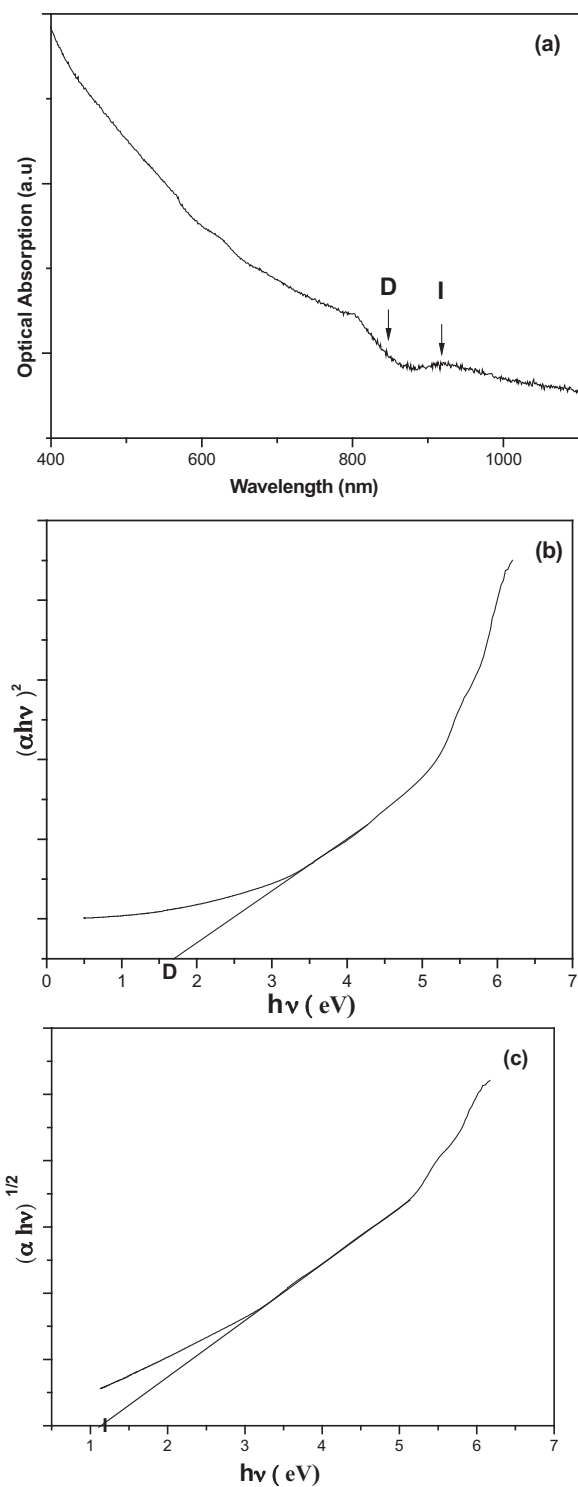 (a)
Optical Absorption (a.u)
D
I
400
600
800
1000
Wavelength (nm)
(b)
(αhν)²
D
0
1
2
3
4
5
6
7
hν ( eV)
(c)
(α hν) 1/2
I
1
2
3
4
5
6
7
hν ( eV)